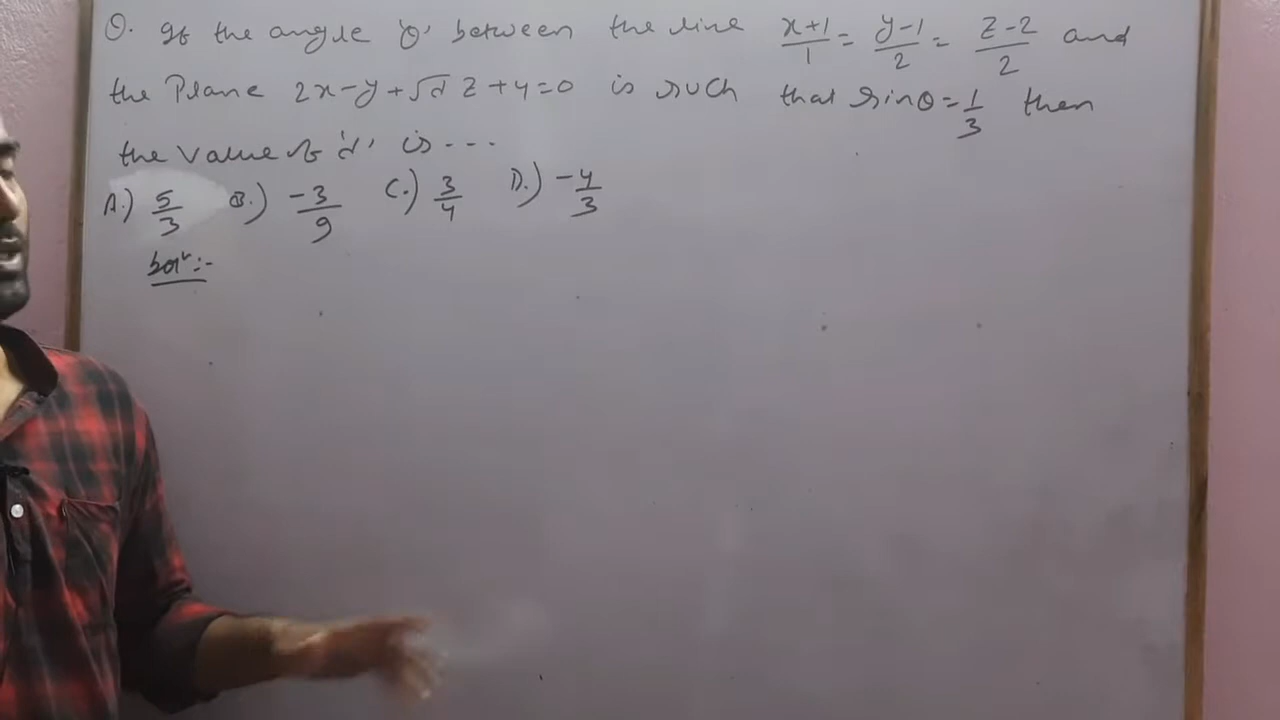 Q. If the angle 'θ' between the line x+1/1 = y-1/2 = z-2/2 and
the Plane 2x-y+√λ z+4=0 is such that sinθ=1/3 then
the value of 'λ' is ---
A.) 5/3 B.) -3/9 C.) 3/4 D.) -4/3
Sol^n:-